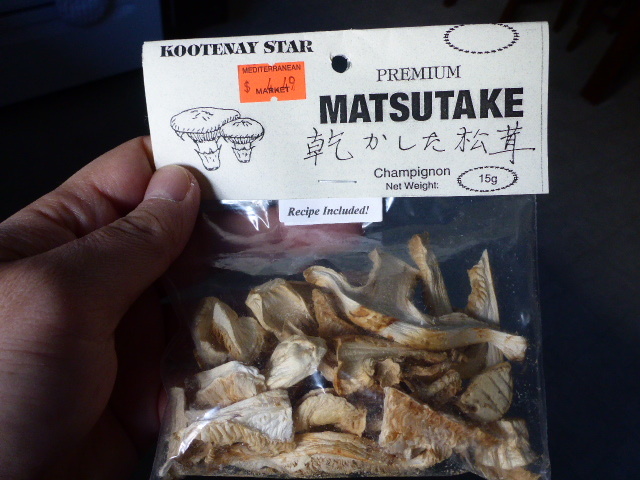 KOOTENAY STAR
MEDITERRANEAN
MARKET
PREMIUM
MATSUTAKE
乾かした松茸
Champignon
Net Weight:
15g
Recipe Included!